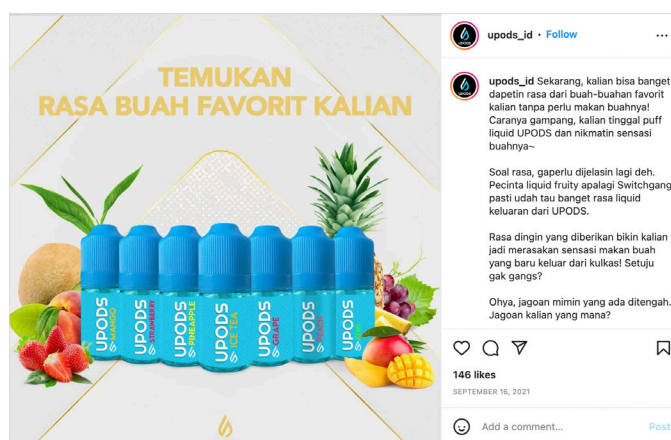 TEMUKAN
RASA BUAH FAVORIT KALIAN
UPODS
MANGO
UPODS
STRAWBERRY
UPODS
PINEAPPLE
UPODS
ICE TEA
UPODS
GRAPE
UPODS
UPODS
upods_id • Follow
upods_id Sekarang, kalian bisa banget
dapetin rasa dari buah-buahan favorit
kalian tanpa perlu makan buahnya!
Caranya gampang, kalian tinggal puff
liquid UPODS dan nikmatin sensasi
buahnya~
Soal rasa, gaperlu dijelasin lagi deh.
Pecinta liquid fruity apalagi Switchgang
pasti udah tau banget rasa liquid
keluaran dari UPODS.
Rasa dingin yang diberikan bikin kalian
jadi merasakan sensasi makan buah
yang baru keluar dari kulkas! Setuju
gak gangs?
Ohya, jagoan mimin yang ada ditengah.
Jagoan kalian yang mana?
146 likes
SEPTEMBER 16, 2021
Add a comment...
Post